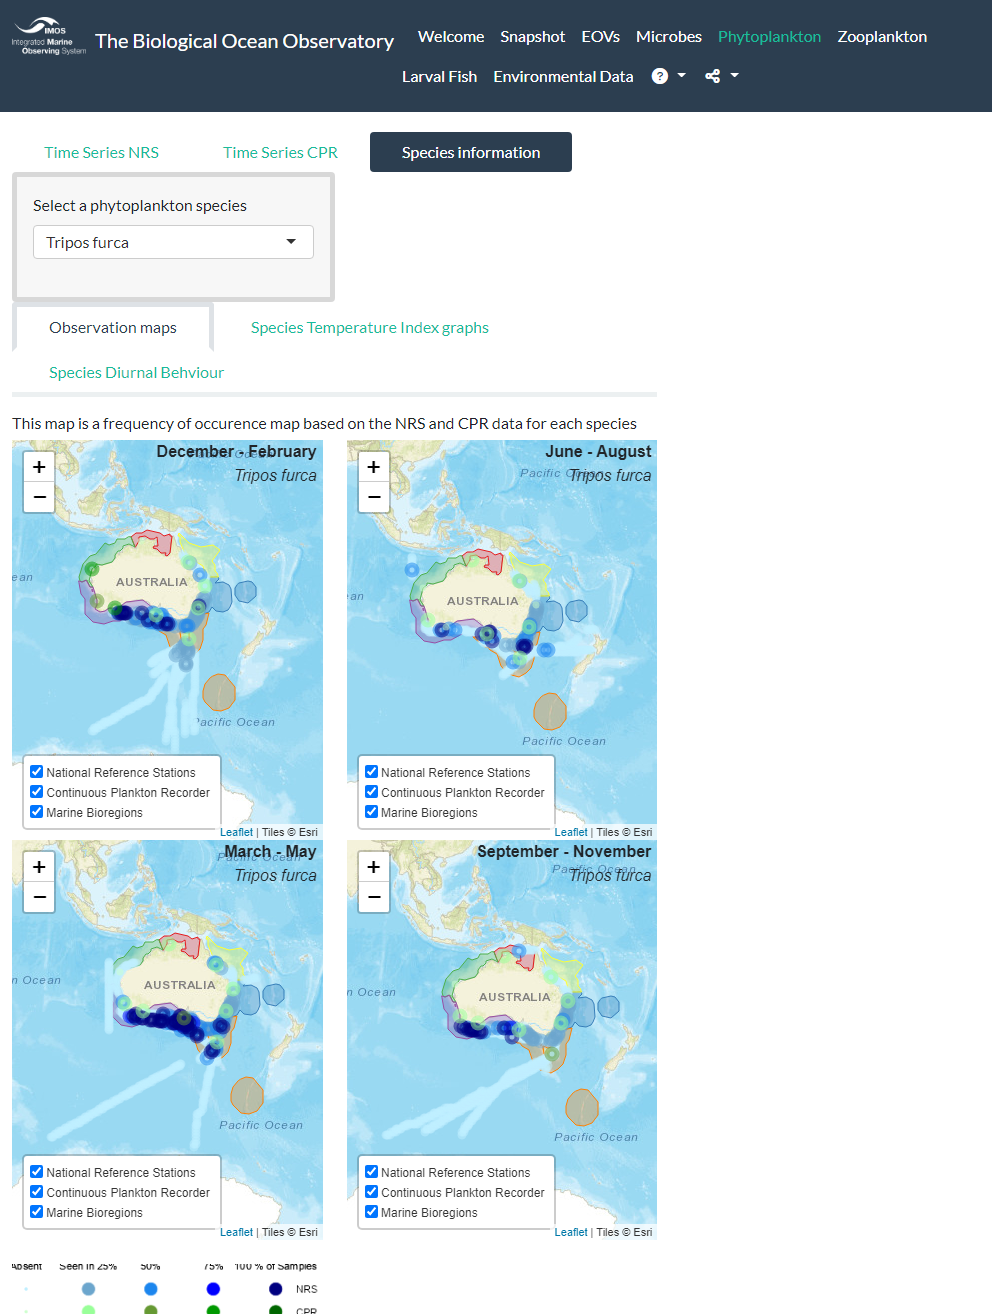 IMOS
Integrated Marine
Observing System
The Biological Ocean Observatory
Welcome Snapshot EOVs Microbes Phytoplankton Zooplankton
Larval Fish Environmental Data ?
Time Series NRS Time Series CPR Species information
Select a phytoplankton species
Tripos furca
Observation maps Species Temperature Index graphs
Species Diurnal Behviour
This map is a frequency of occurence map based on the NRS and CPR data for each species
+
−
December - February
Tripos furca
ean
AUSTRALIA
acific Ocean
National Reference Stations
Continuous Plankton Recorder
Marine Bioregions
Leaflet | Tiles © Esri
+
−
June - August
Pacific Ocean
Tripos furca
an
AUSTRALIA
Pacific Ocean
National Reference Stations
Continuous Plankton Recorder
Marine Bioregions
Leaflet | Tiles © Esri
+
−
March - May
Pacific Ocean
Tripos furca
n Ocean
AUSTRALIA
Pacific Ocean
National Reference Stations
Continuous Plankton Recorder
Marine Bioregions
Leaflet | Tiles © Esri
+
−
September - November
Pacific Ocean
Tripos furca
n Ocean
AUSTRALIA
Pacific Ocean
National Reference Stations
Continuous Plankton Recorder
Marine Bioregions
Leaflet | Tiles © Esri
Absent Seen in 25% 50% 75% 100 % of Samples
NRS
CPR